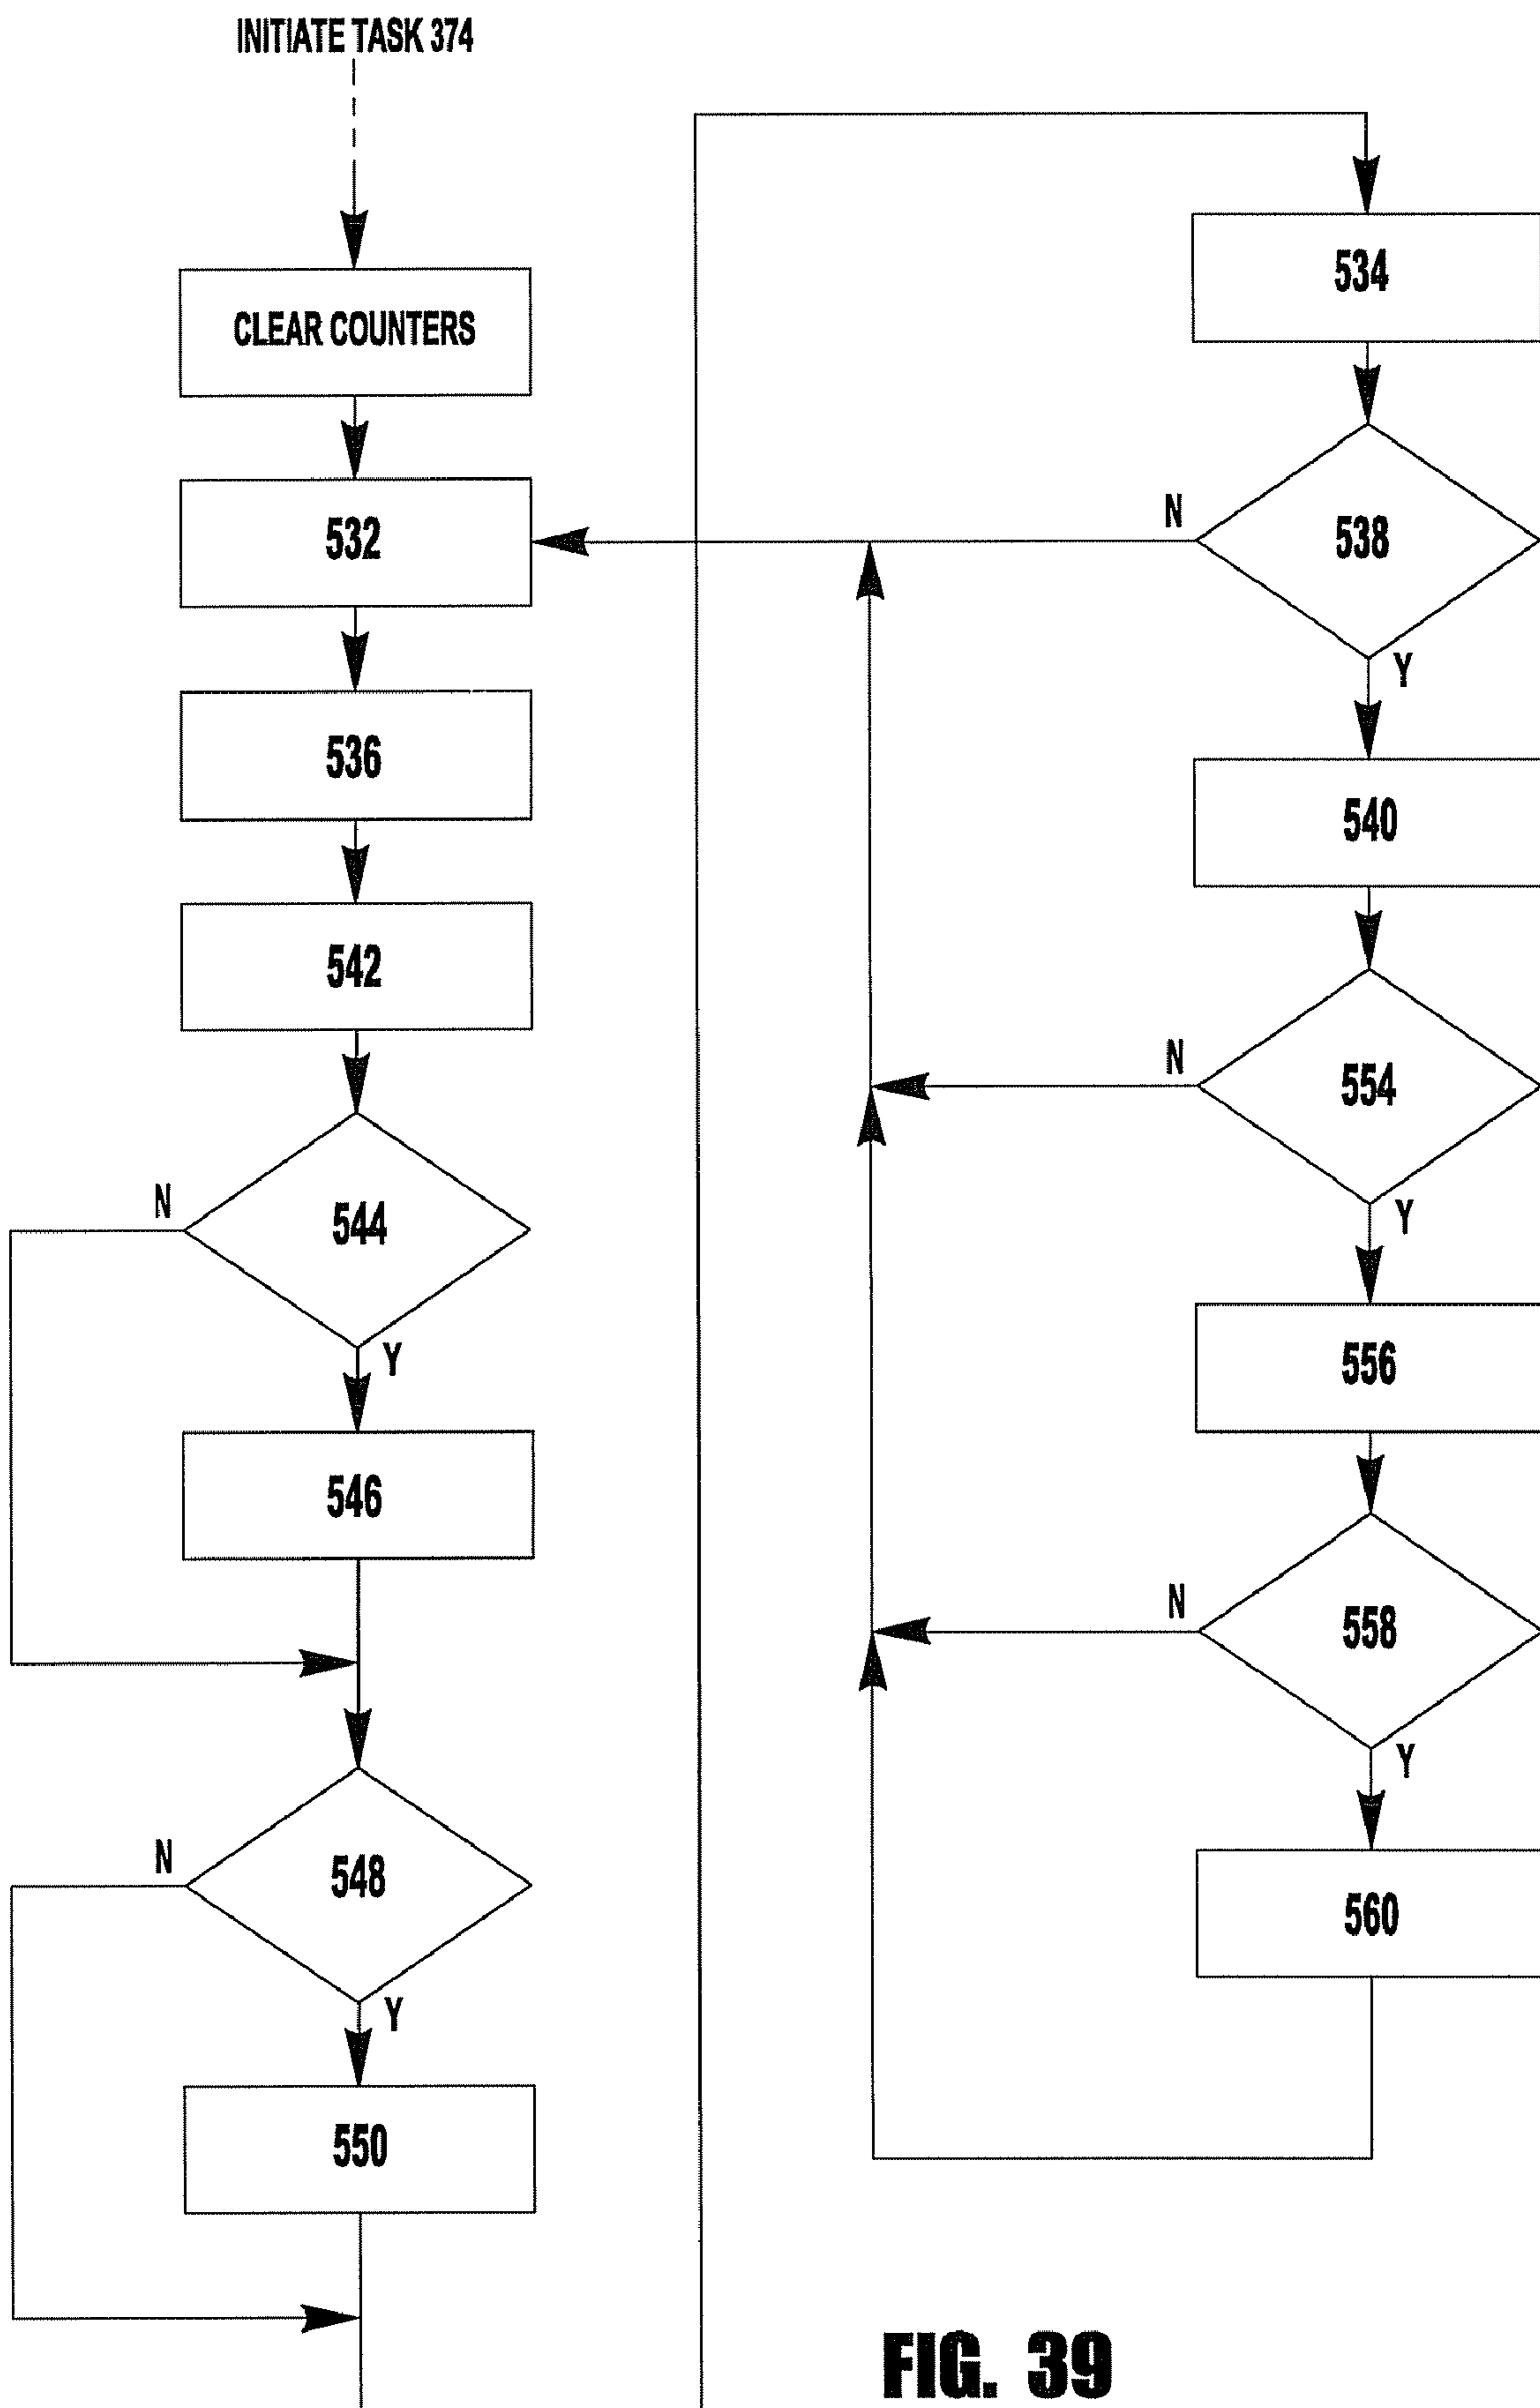 INITIATE TASK 374
CLEAR COUNTERS
532
536
542
544
N
Y
546
548
N
Y
550
534
538
N
Y
540
554
N
Y
556
558
N
Y
560
FIG. 39